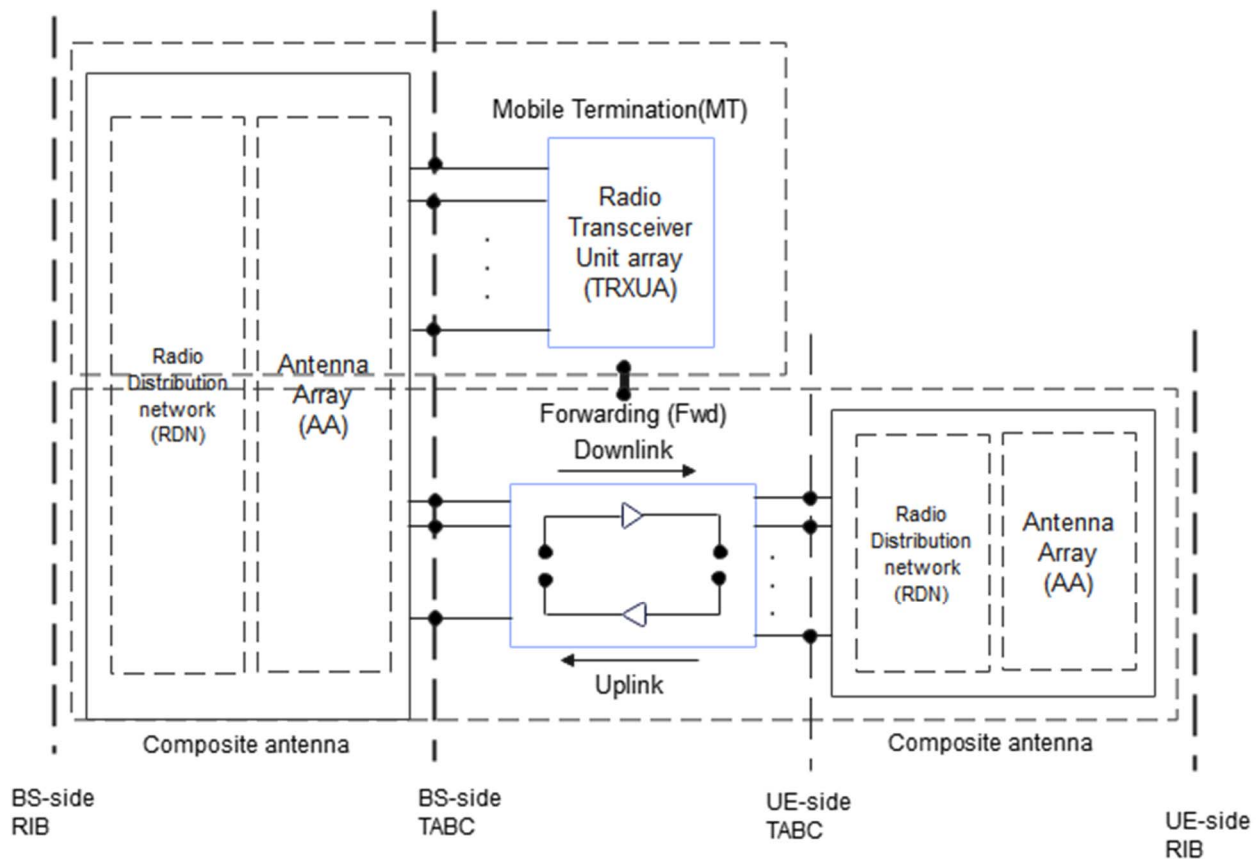 Mobile Termination(MT)
Radio
Transceiver
Unit array
(TRXUA)
Radio
Distribution
network
(RDN)
Antenna
Array
(AA)
Forwarding (Fwd)
Downlink
Uplink
Radio
Distribution
network
(RDN)
Antenna
Array
(AA)
Composite antenna
Composite antenna
BS-side
RIB
BS-side
TABC
UE-side
TABC
UE-side
RIB